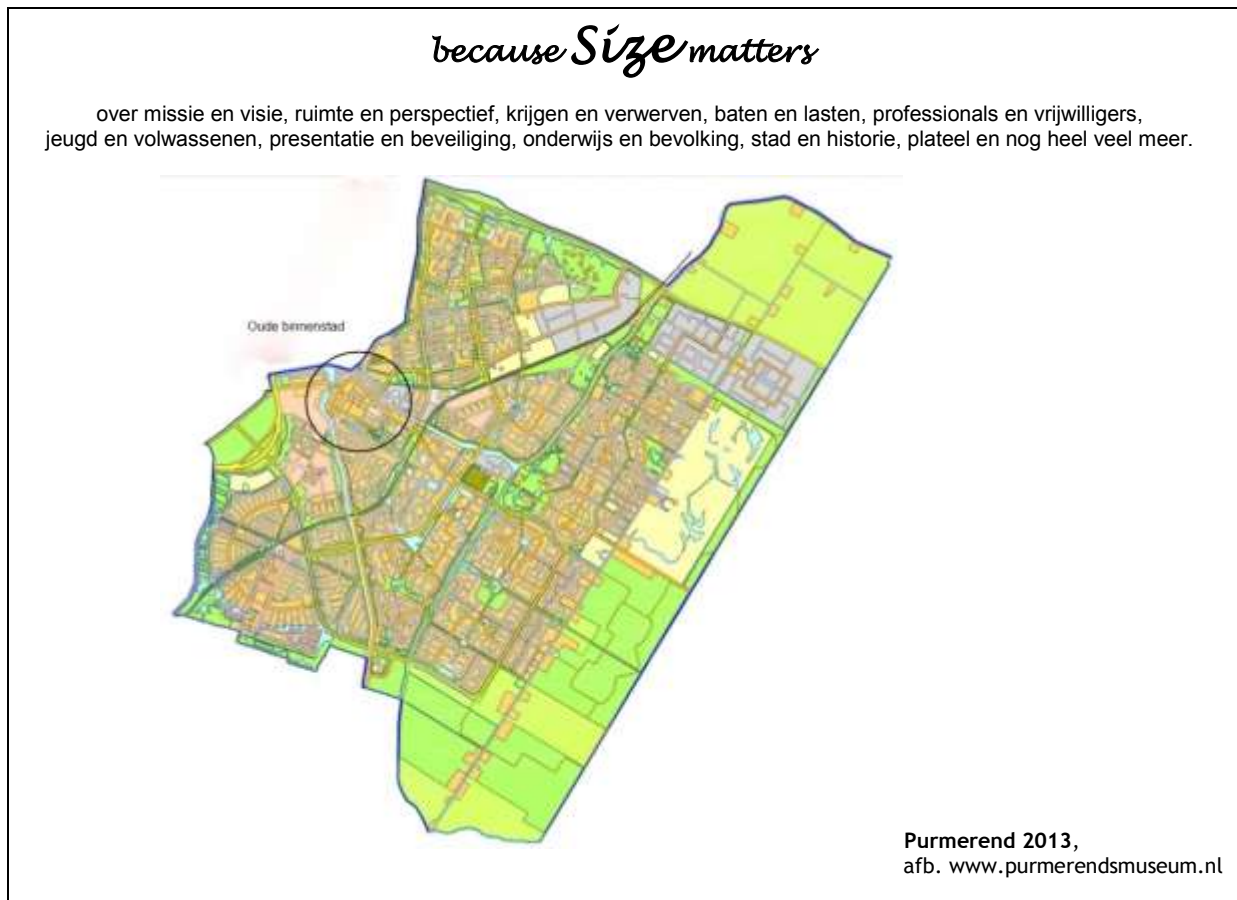 because Size matters
over missie en visie, ruimte en perspectief, krijgen en verwerven, baten en lasten, professionals en vrijwilligers,
jeugd en volwassenen, presentatie en beveiliging, onderwijs en bevolking, stad en historie, plateel en nog heel veel meer.
Oude binnenstad
Purmerend 2013,
afb. www.purmerendsmuseum.nl